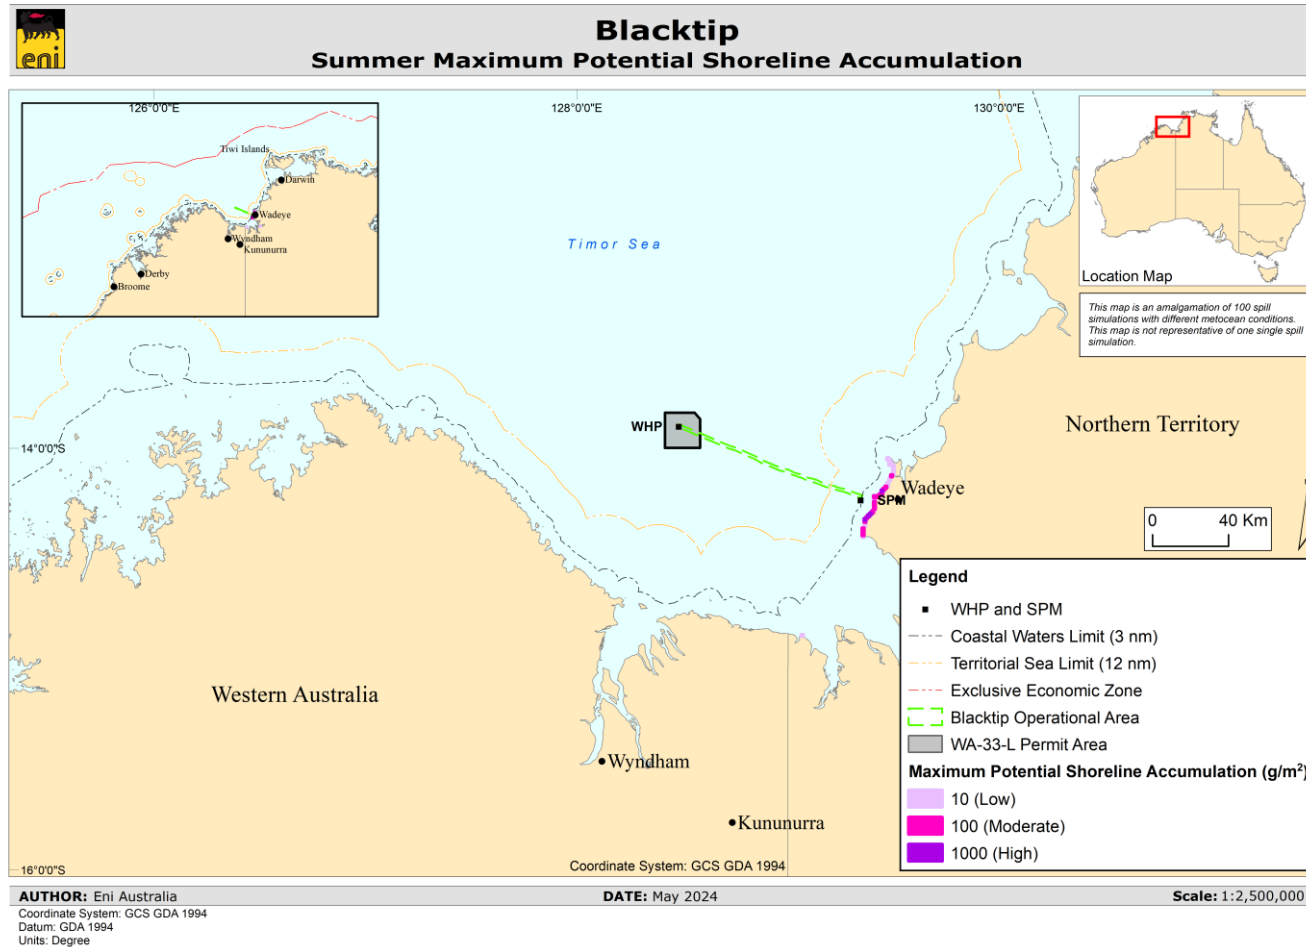 eni
Blacktip
Summer Maximum Potential Shoreline Accumulation
126°0'0"E
128°0'0"E
130°0'0"E
Tiwi Islands
Darwin
Wadeye
Wyndham
Kununurra
Derby
Broome
Timor Sea
Location Map
This map is an amalgamation of 100 spill
simulations with different metocean conditions.
This map is not representative of one single spill
simulation.
WHP
14°0'0"S
Northern Territory
Wadeye
SPM
0 40 Km
Western Australia
Wyndham
Kununurra
Legend
WHP and SPM
Coastal Waters Limit (3 nm)
Territorial Sea Limit (12 nm)
Exclusive Economic Zone
Blacktip Operational Area
WA-33-L Permit Area
Maximum Potential Shoreline Accumulation (g/m²)
10 (Low)
100 (Moderate)
1000 (High)
16°0'0"S
Coordinate System: GCS GDA 1994
AUTHOR: Eni Australia
DATE: May 2024
Scale: 1:2,500,000
Coordinate System: GCS GDA 1994
Datum: GDA 1994
Units: Degree